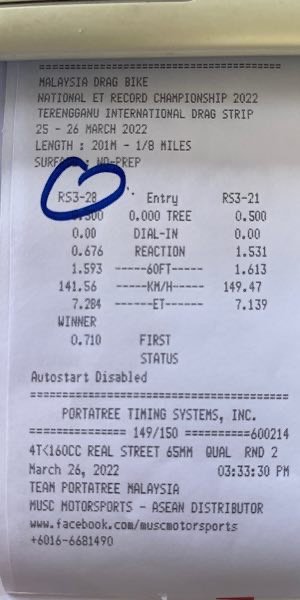 ==========================================
MALAYSIA DRAG BIKE
NATIONAL ET RECORD CHAMPIONSHIP 2022
TERENGGANU INTERNATIONAL DRAG STRIP
25 - 26 MARCH 2022
LENGTH : 201M - 1/8 MILES
SURFACE : NO-PREP
RS3-28 Entry RS3-21
0.500 0.000 TREE 0.500
0.00 DIAL-IN 0.00
0.676 REACTION 1.531
1.593 -----60FT----- 1.613
141.56 -----KM/H----- 149.47
7.284 ------ET------ 7.139
WINNER
0.710 FIRST
STATUS
Autostart Disabled
==========================================
PORTATREE TIMING SYSTEMS, INC.
=============== 149/150 ==========600214
4T<160CC REAL STREET 65MM QUAL RND 2
March 26, 2022 03:33:30 PM
TEAM PORTATREE MALAYSIA
MUSC MOTORSPORTS - ASEAN DISTRIBUTOR
www.facebook.com/muscmotorsports
+6016-6681490